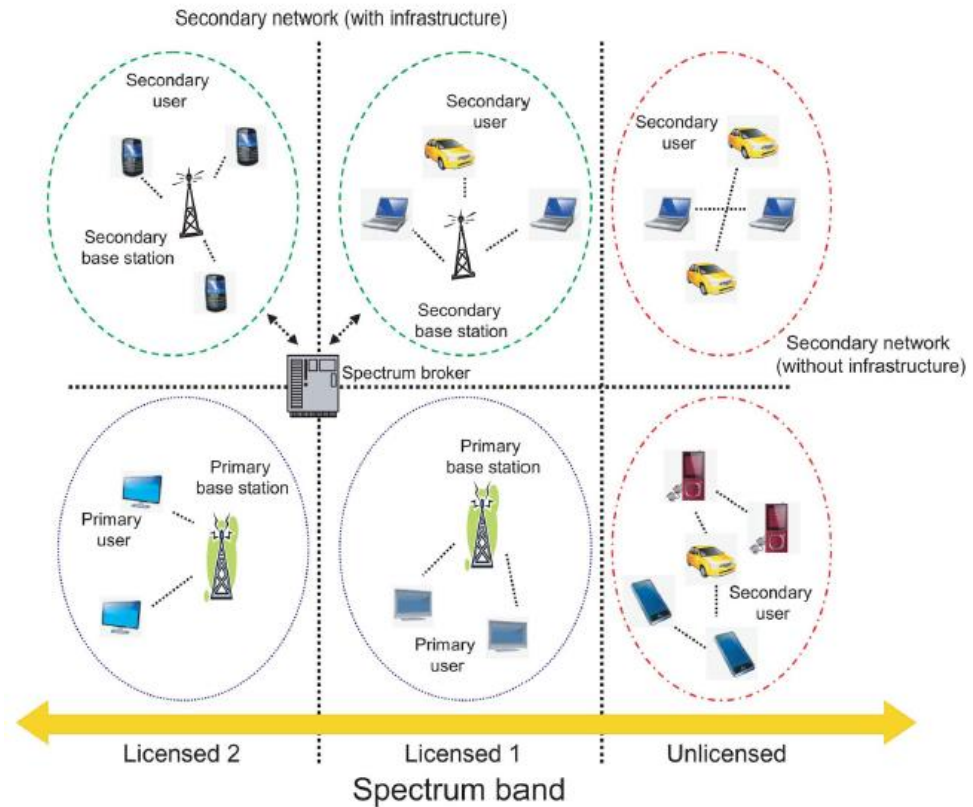 Secondary network (with infrastructure)
Secondary
user
Secondary
base station
Secondary
user
Secondary
base station
Secondary
user
Secondary network
(without infrastructure)
Spectrum broker
Primary
base station
Primary
user
Primary
base station
Primary
user
Secondary
user
Licensed 2
Licensed 1
Unlicensed
Spectrum band